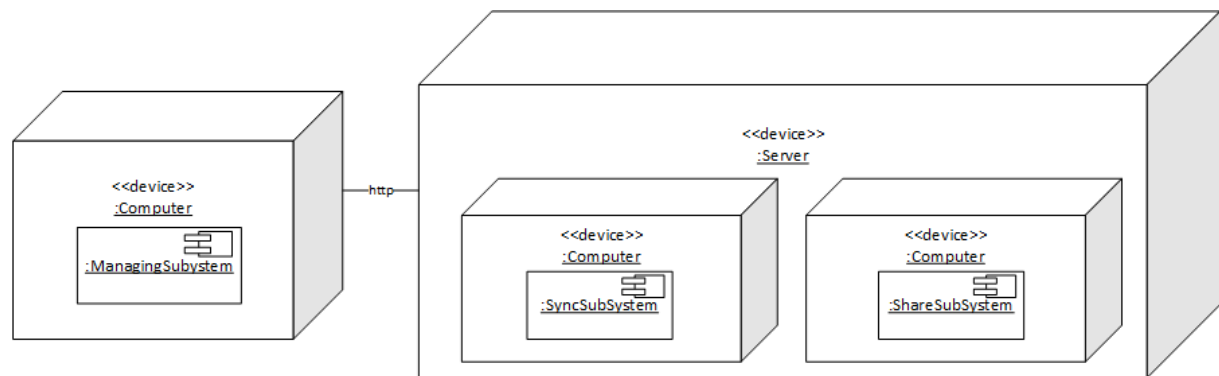 <<device>>
:Server
<<device>>
:Computer
:ManagingSubystem
http
<<device>>
:Computer
:SyncSubSystem
<<device>>
:Computer
:ShareSubSystem